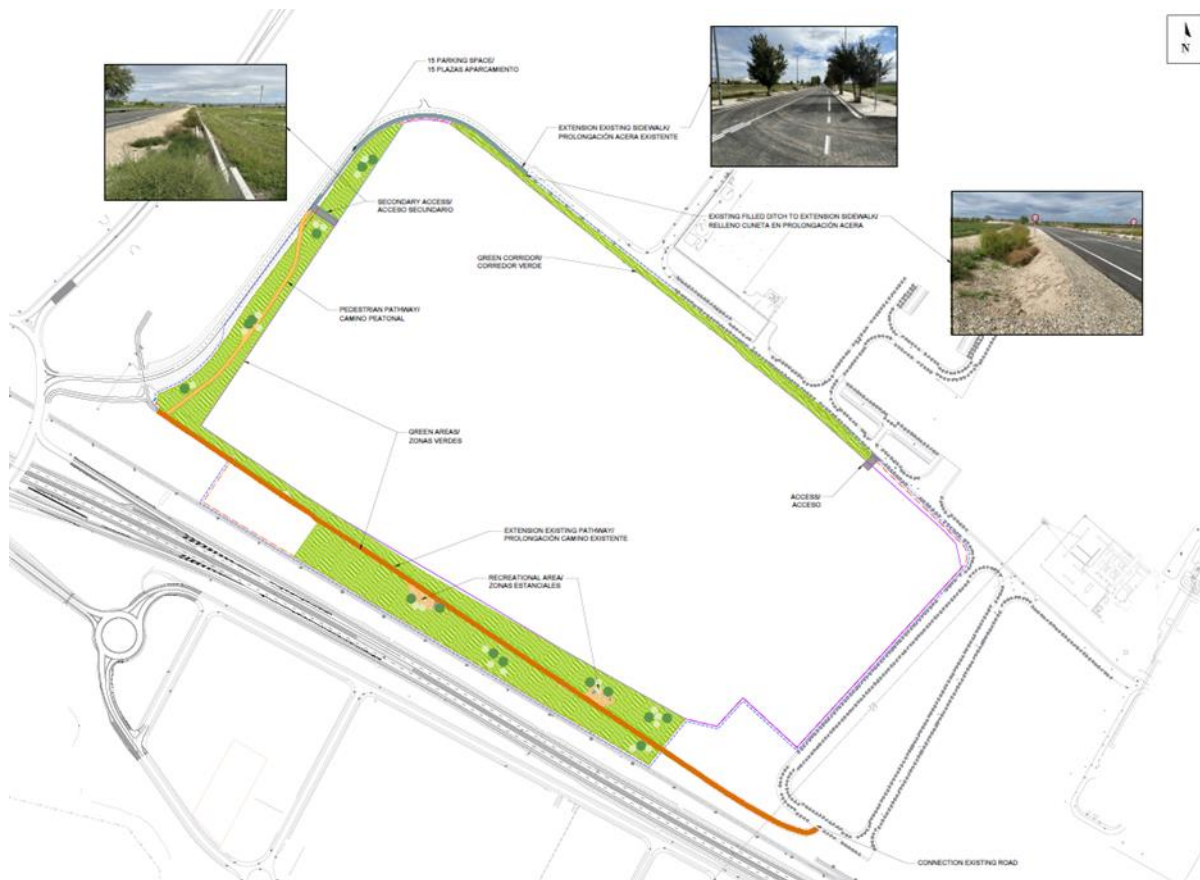 N
15 PARKING SPACE/
15 PLAZAS APARCAMIENTO
EXTENSION EXISTING SIDEWALK/
PROLONGACIÓN ACERA EXISTENTE
SECONDARY ACCESS/
ACCESO SECUNDARIO
EXISTING FILLED DITCH TO EXTENSION SIDEWALK/
RELLENO CUNETA EN PROLONGACIÓN ACERA
GREEN CORRIDOR/
CORREDOR VERDE
PEDESTRIAN PATHWAY/
CAMINO PEATONAL
GREEN AREAS/
ZONAS VERDES
ACCESS/
ACCESO
EXTENSION EXISTING PATHWAY/
PROLONGACIÓN CAMINO EXISTENTE
RECREATIONAL AREA/
ZONAS ESTANCIALES
CONNECTION EXISTING ROAD